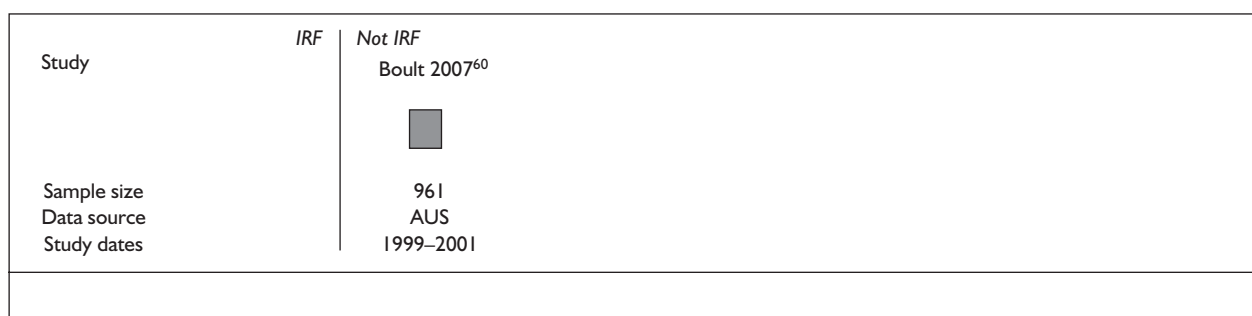 IRF Not IRF
Study Boult 2007⁶⁰
Sample size 961
Data source AUS
Study dates 1999–2001